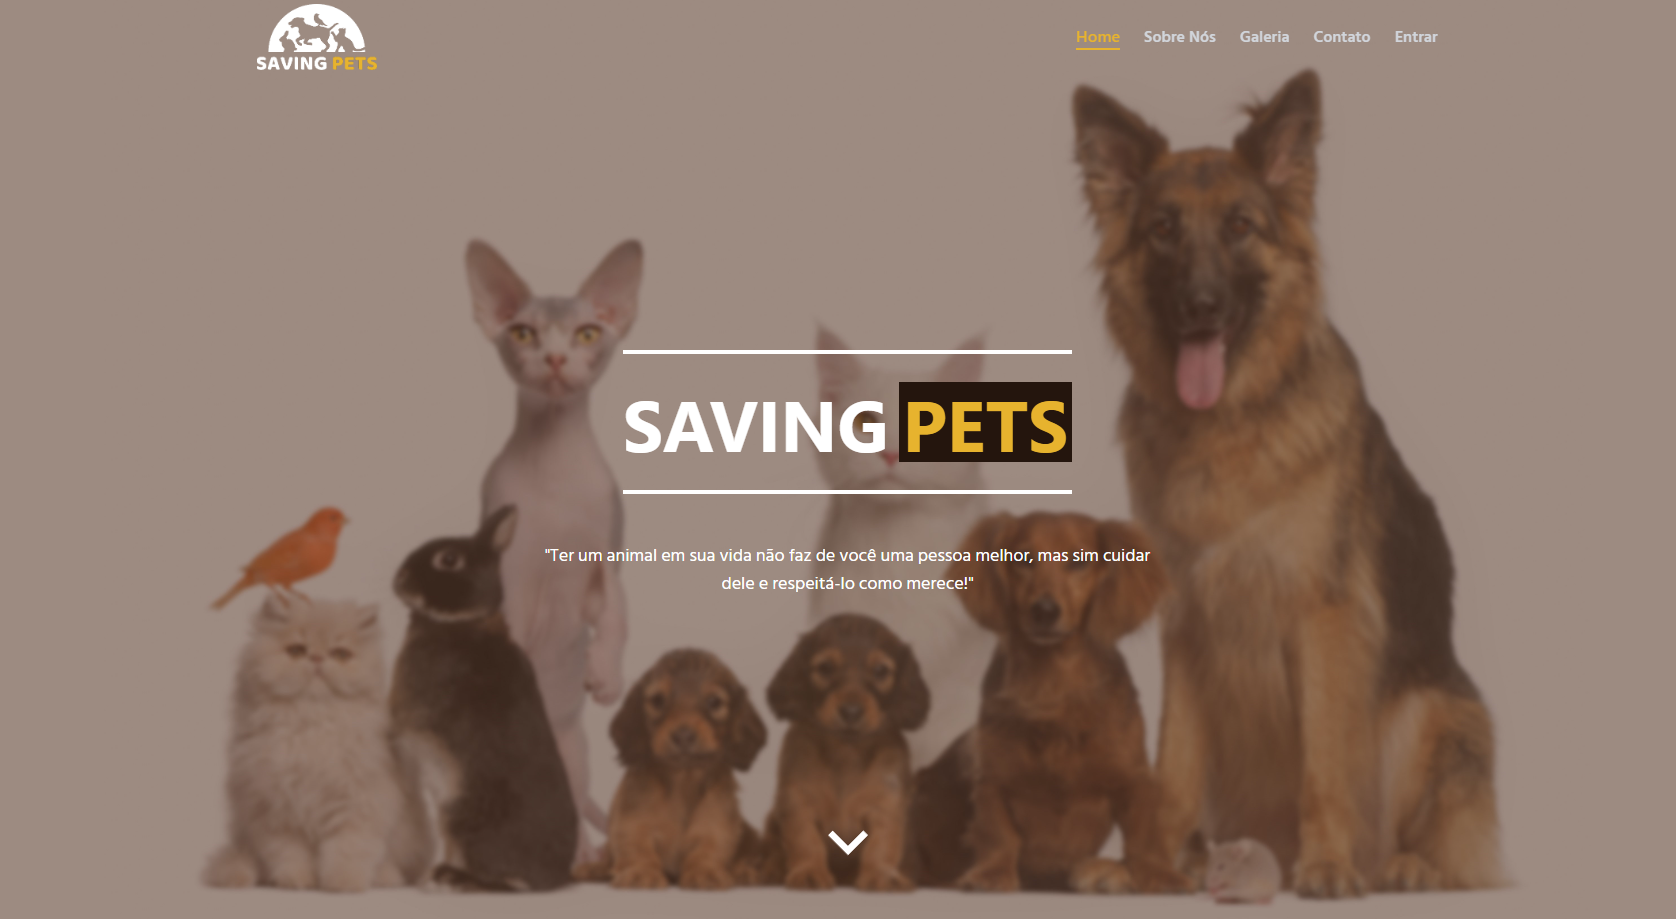 SAVING PETS
Home Sobre Nós Galeria Contato Entrar
SAVING PETS
"Ter um animal em sua vida não faz de você uma pessoa melhor, mas sim cuidar
dele e respeitá-lo como merece!"